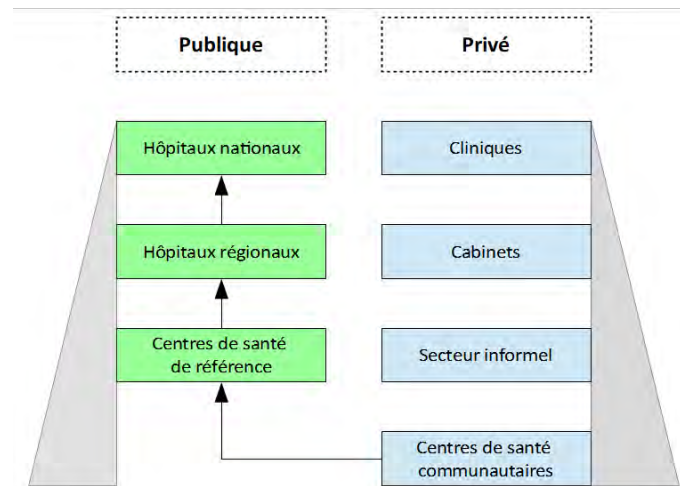 Publique
Privé
Hôpitaux nationaux
Cliniques
Hôpitaux régionaux
Cabinets
Centres de santé
de référence
Secteur informel
Centres de santé
communautaires